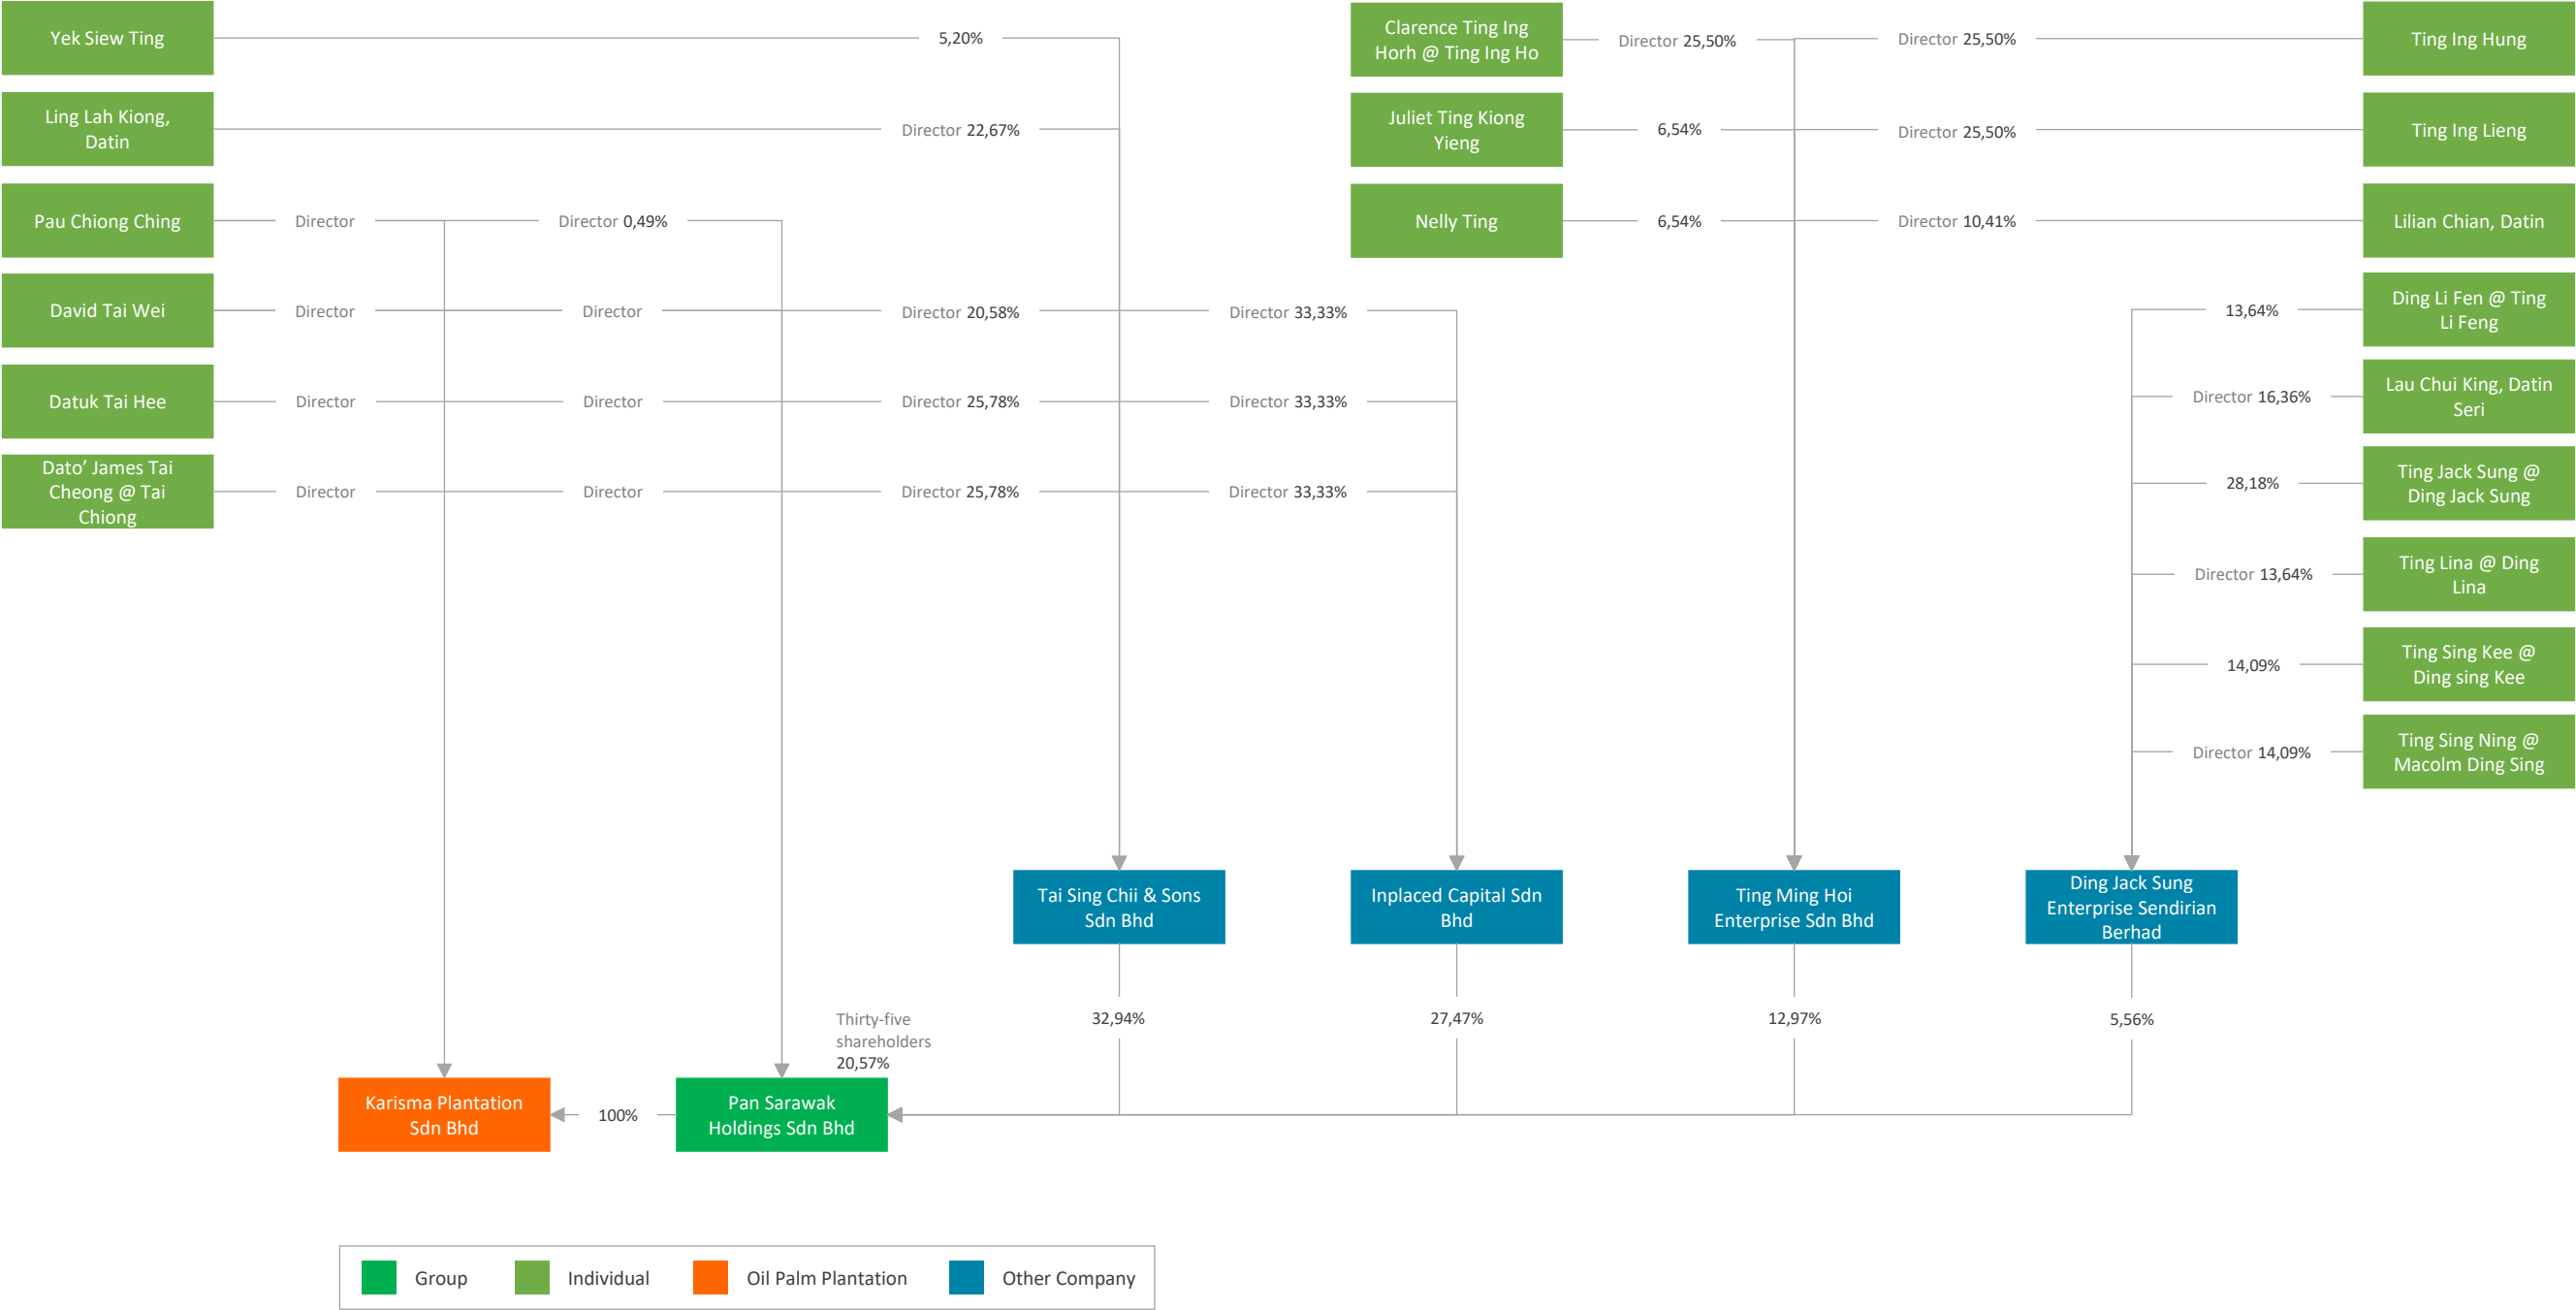 Yek Siew Ting
5,20%
Clarence Ting Ing
Horh @ Ting Ing Ho
Director 25,50%
Director 25,50%
Ting Ing Hung
Ling Lah Kiong,
Datin
Director 22,67%
Juliet Ting Kiong
Yieng
6,54%
Director 25,50%
Ting Ing Lieng
Pau Chiong Ching
Director
Director 0,49%
Nelly Ting
6,54%
Director 10,41%
Lilian Chian, Datin
David Tai Wei
Director
Director
Director 20,58%
Director 33,33%
13,64%
Ding Li Fen @ Ting
Li Feng
Datuk Tai Hee
Director
Director
Director 25,78%
Director 33,33%
Director 16,36%
Lau Chui King, Datin
Seri
Dato’ James Tai
Cheong @ Tai
Chiong
Director
Director
Director 25,78%
Director 33,33%
28,18%
Ting Jack Sung @
Ding Jack Sung
Director 13,64%
Ting Lina @ Ding
Lina
14,09%
Ting Sing Kee @
Ding sing Kee
Director 14,09%
Ting Sing Ning @
Macolm Ding Sing
Tai Sing Chii & Sons
Sdn Bhd
Inplaced Capital Sdn
Bhd
Ting Ming Hoi
Enterprise Sdn Bhd
Ding Jack Sung
Enterprise Sendirian
Berhad
Thirty-five
shareholders
20,57%
32,94%
27,47%
12,97%
5,56%
Karisma Plantation
Sdn Bhd
100%
Pan Sarawak
Holdings Sdn Bhd
Group
Individual
Oil Palm Plantation
Other Company